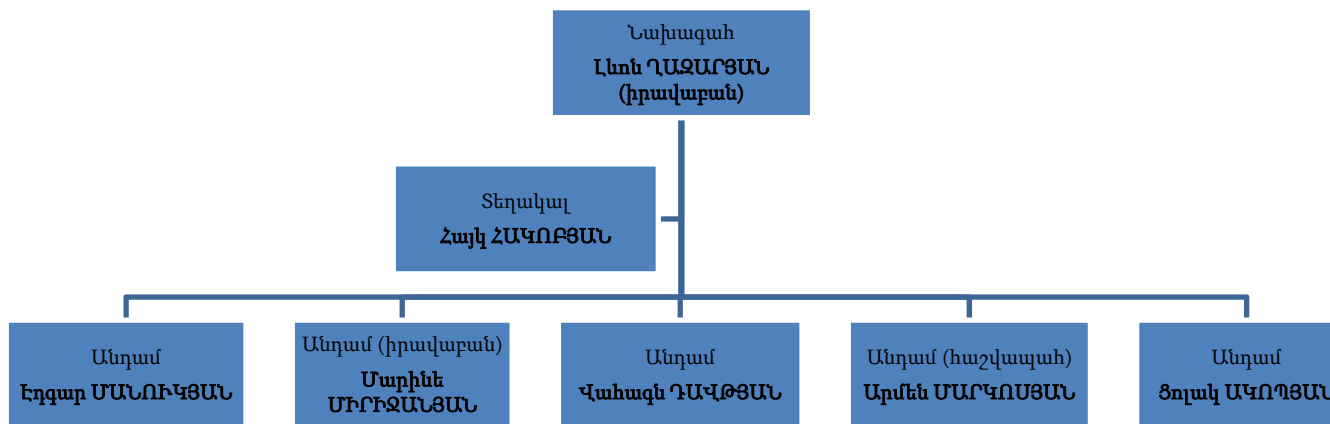 Նախագահ
Լևոն ՂԱԶԱՐՅԱՆ
(իրավաբան)
Տեղակալ
Հայկ ՀԱԿՈԲՅԱՆ
Անդամ
Էդգար ՄԱՆՈՒԿՅԱՆ
Անդամ (իրավաբան)
Մարինե
ՄԻՐԻՋԱՆՅԱՆ
Անդամ
Վահագն ԴԱՎԹՅԱՆ
Անդամ (հաշվապահ)
Արմեն ՄԱՐԿՈՍՅԱՆ
Անդամ
Ցոլակ ԱԿՈՊՅԱՆ